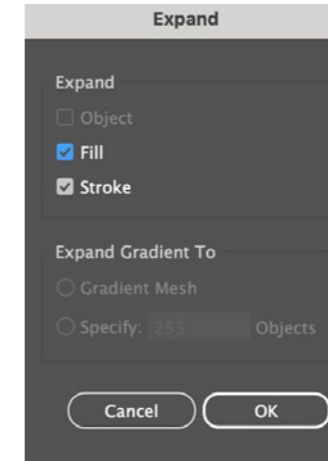 Expand
Expand
Object
Fill
Stroke
Expand Gradient To
Gradient Mesh
Specify: 255 Objects
Cancel OK